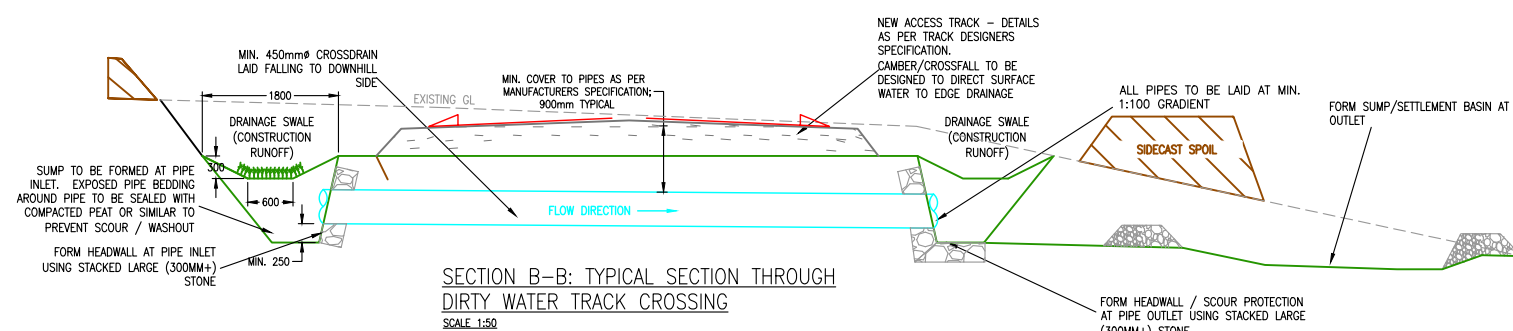 NEW ACCESS TRACK - DETAILS
AS PER TRACK DESIGNERS
SPECIFICATION.
CAMBER/CROSSFALL TO BE
DESIGNED TO DIRECT SURFACE
WATER TO EDGE DRAINAGE
MIN. 450mmø CROSSDRAIN
LAID FALLING TO DOWNHILL
SIDE
MIN. COVER TO PIPES AS PER
MANUFACTURERS SPECIFICATION;
900mm TYPICAL
ALL PIPES TO BE LAID AT MIN.
1:100 GRADIENT
FORM SUMP/SETTLEMENT BASIN AT
OUTLET
EXISTING GL
1800
DRAINAGE SWALE
(CONSTRUCTION
RUNOFF)
DRAINAGE SWALE
(CONSTRUCTION
RUNOFF)
SIDECAST SPOIL
300
600
SUMP TO BE FORMED AT PIPE
INLET. EXPOSED PIPE BEDDING
AROUND PIPE TO BE SEALED WITH
COMPACTED PEAT OR SIMILAR TO
PREVENT SCOUR / WASHOUT
FLOW DIRECTION
FORM HEADWALL AT PIPE INLET
USING STACKED LARGE (300MM+)
STONE
MIN. 250
SECTION B-B: TYPICAL SECTION THROUGH
DIRTY WATER TRACK CROSSING
SCALE 1:50
FORM HEADWALL / SCOUR PROTECTION
AT PIPE OUTLET USING STACKED LARGE
(300MM+) STONE